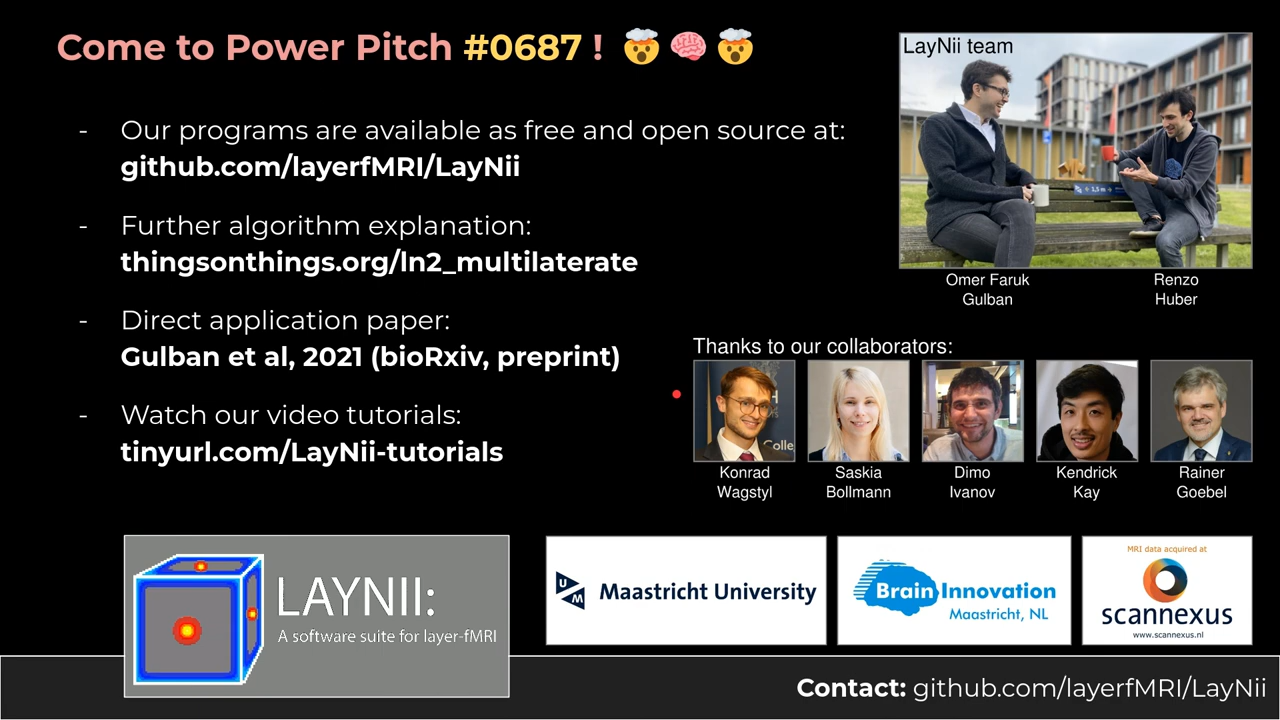 Come to Power Pitch #0687 ! 🤯 🧠 🤯
- Our programs are available as free and open source at:
github.com/layerfMRI/LayNii
- Further algorithm explanation:
thingsonthings.org/ln2_multilaterate
- Direct application paper:
Gulban et al, 2021 (bioRxiv, preprint)
- Watch our video tutorials:
tinyurl.com/LayNii-tutorials
LayNii team
1,5 m
Omer Faruk
Gulban
Renzo
Huber
Thanks to our collaborators:
H
Colle
Konrad
Wagstyl
Saskia
Bollmann
Dimo
Ivanov
Kendrick
Kay
Rainer
Goebel
LAYNII:
A software suite for layer-fMRI
U
M
Maastricht University
Brain Innovation
Maastricht, NL
MRI data acquired at
scannexus
www.scannexus.nl
Contact: github.com/layerfMRI/LayNii